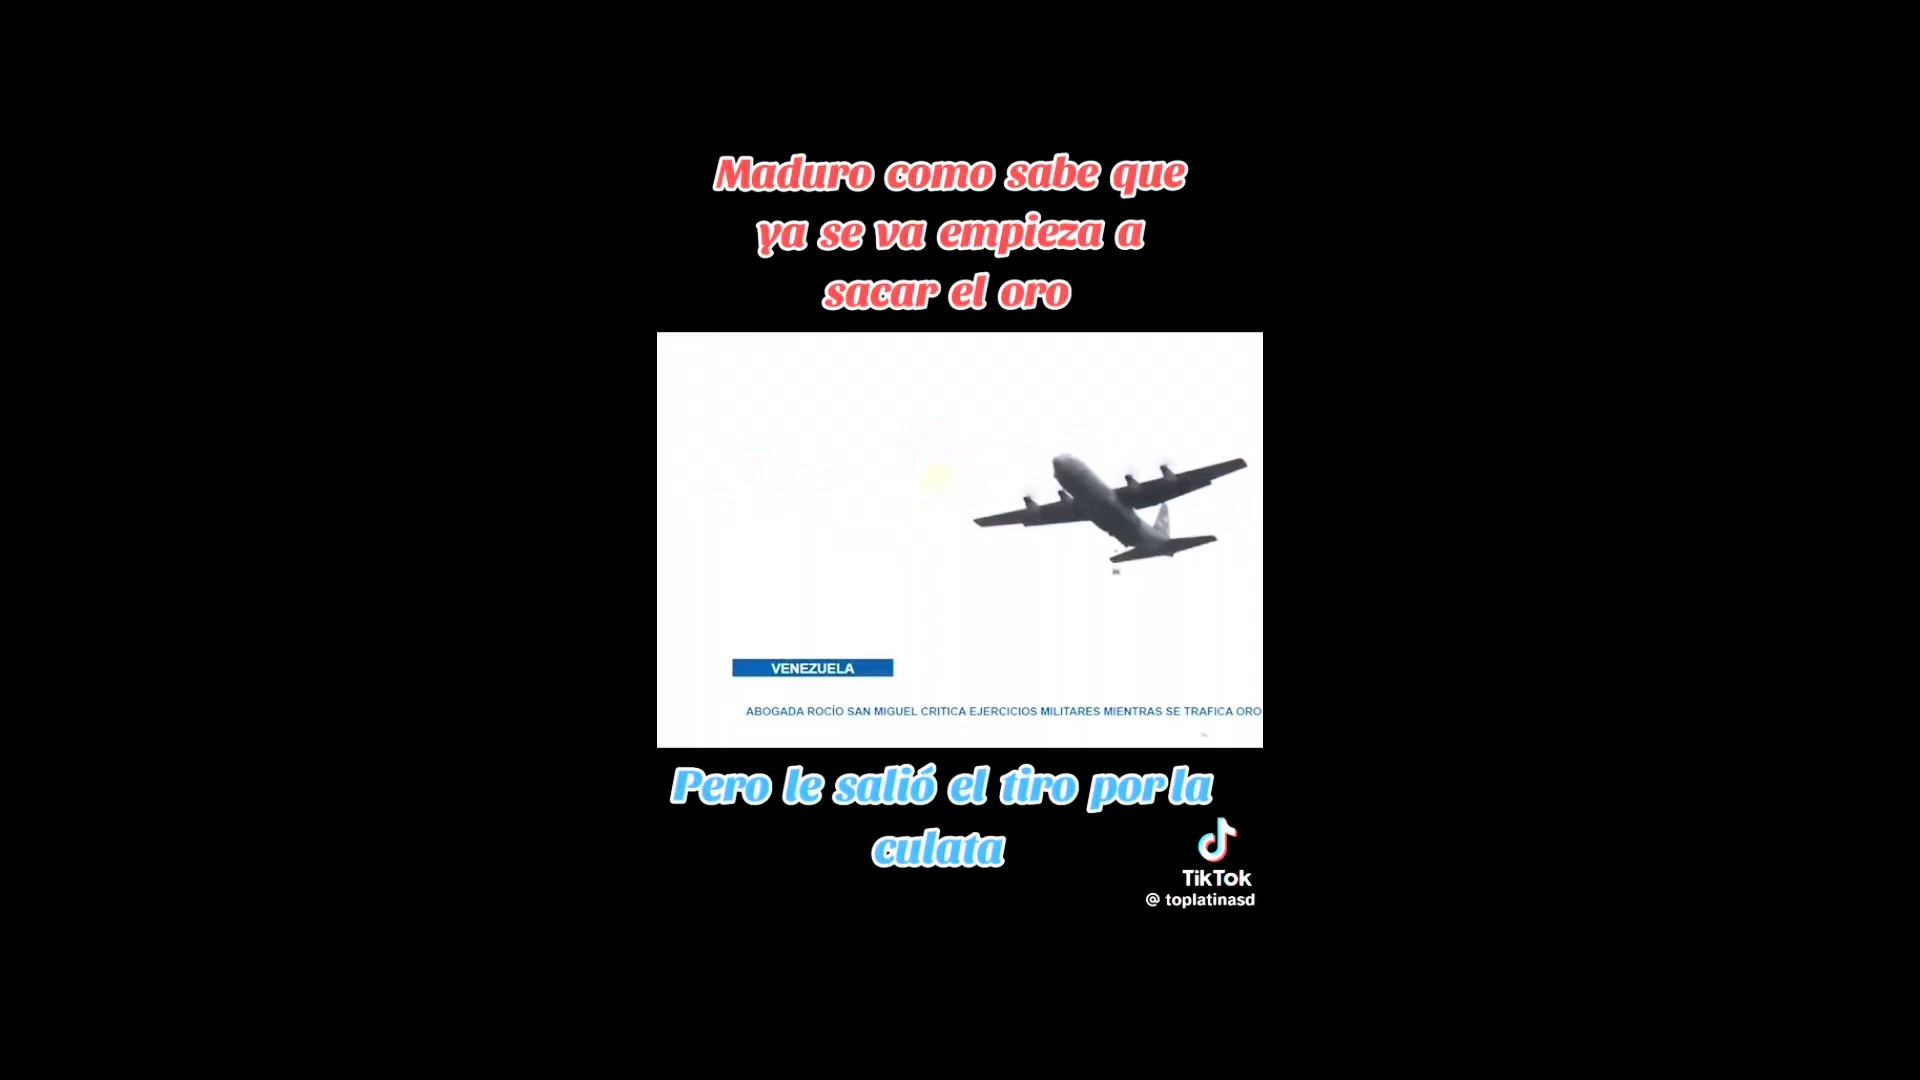 Maduro como sabe que
ya se va empieza a
sacar el oro
VENEZUELA
ABOGADA ROCÍO SAN MIGUEL CRITICA EJERCICIOS MILITARES MIENTRAS SE TRAFICA ORO
Pero le salió el tiro por la
culata
TikTok
@ toplatinasd